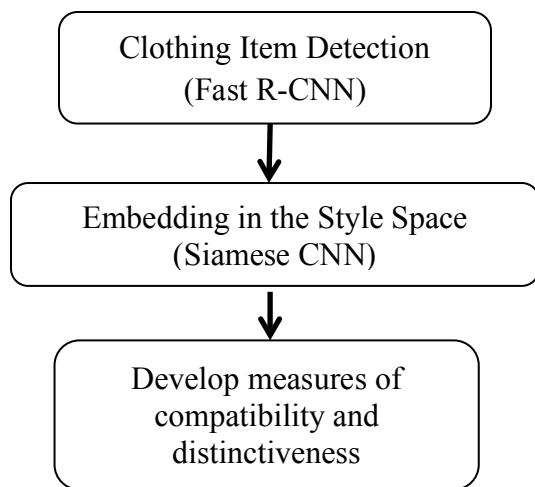 Clothing Item Detection
(Fast R-CNN)
Embedding in the Style Space
(Siamese CNN)
Develop measures of
compatibility and
distinctiveness